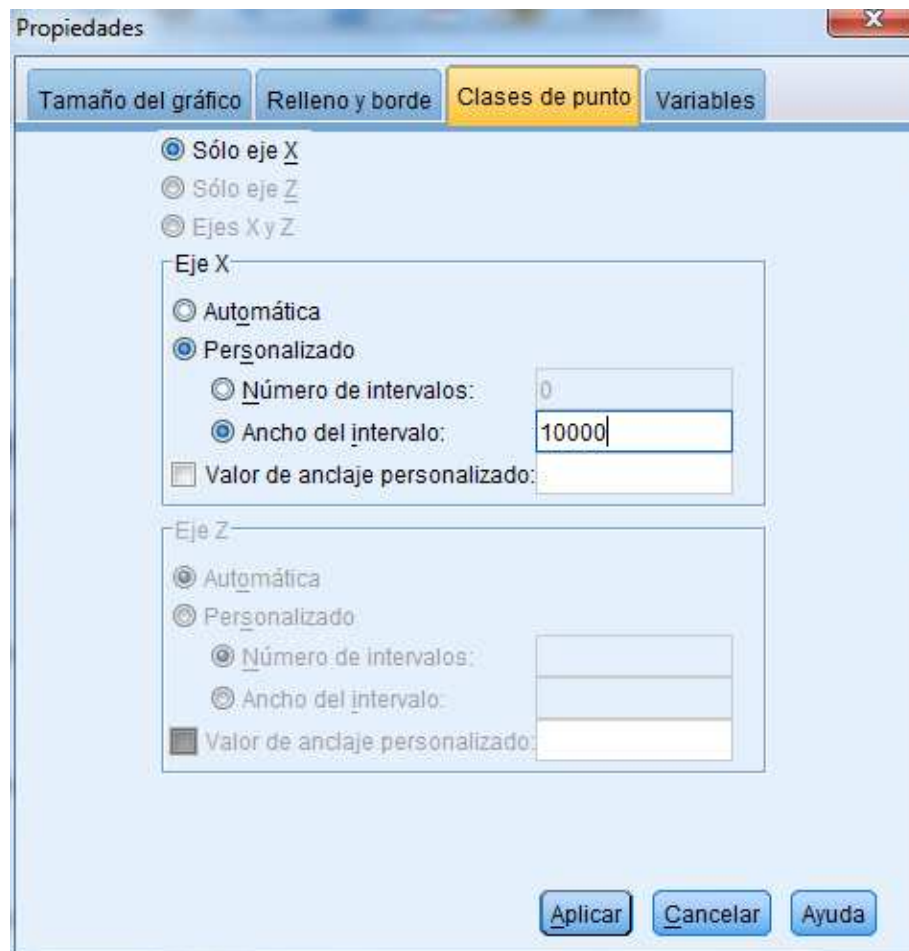 Propiedades
Tamaño del gráfico Relleno y borde Clases de punto Variables
Sólo eje X
Sólo eje Z
Ejes X y Z
Eje X
Automática
Personalizado
Número de intervalos: 0
Ancho del intervalo: 10000
Valor de anclaje personalizado:
Eje Z
Automática
Personalizado
Número de intervalos:
Ancho del intervalo:
Valor de anclaje personalizado:
Aplicar Cancelar Ayuda